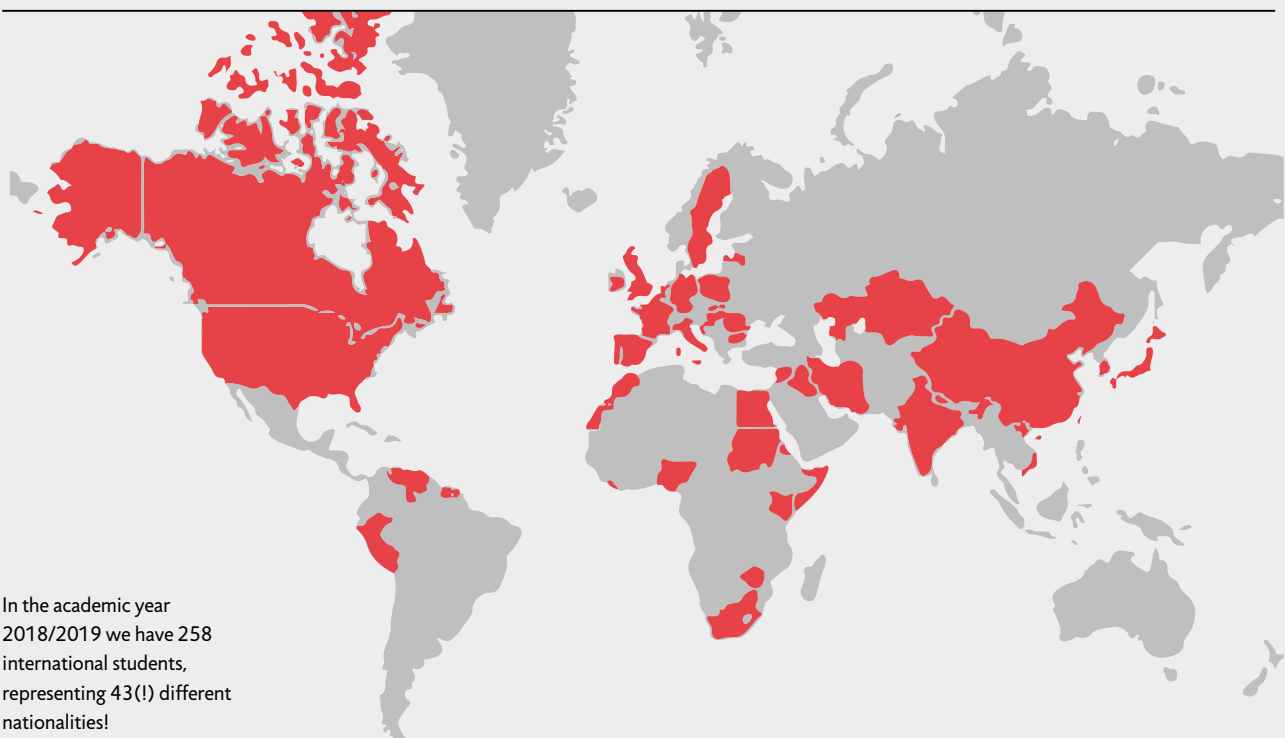 In the academic year
2018/2019 we have 258
international students,
representing 43(!) different
nationalities!